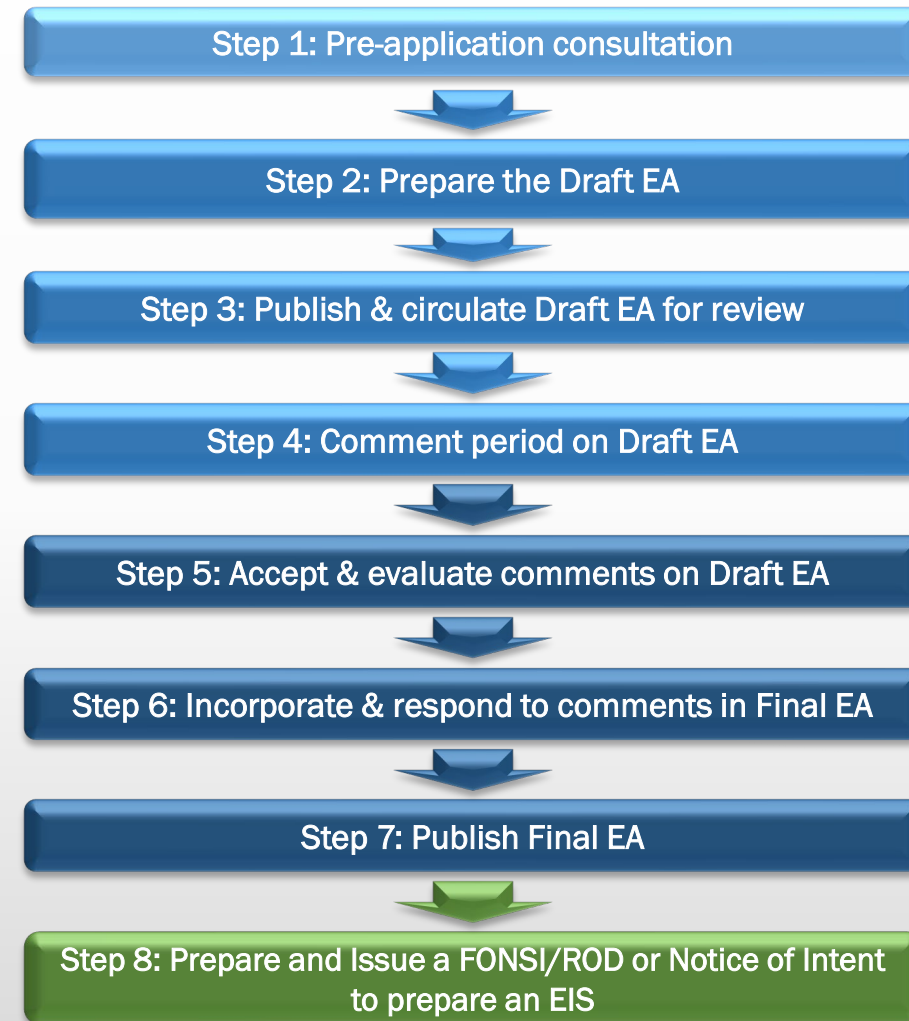 Step 1: Pre-application consultation
Step 2: Prepare the Draft EA
Step 3: Publish & circulate Draft EA for review
Step 4: Comment period on Draft EA
Step 5: Accept & evaluate comments on Draft EA
Step 6: Incorporate & respond to comments in Final EA
Step 7: Publish Final EA
Step 8: Prepare and Issue a FONSI/ROD or Notice of Intent
to prepare an EIS